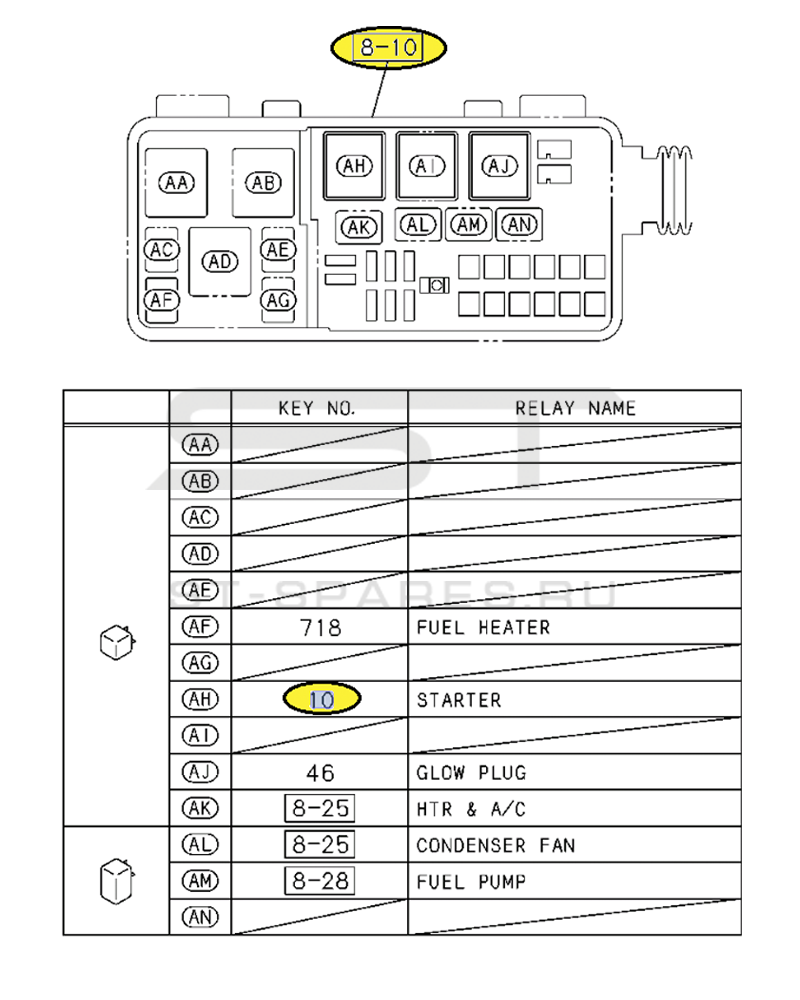 8-10
AH AI AJ
AA AB
AK AL AM AN
AC AD AE
AF AG
KEY NO. RELAY NAME
AA
AB
AC
AD
AE
ST-SPARES.RU
AF 718 FUEL HEATER
AG
AH 10 STARTER
AI
AJ 46 GLOW PLUG
AK 8-25 HTR & A/C
AL 8-25 CONDENSER FAN
AM 8-28 FUEL PUMP
AN